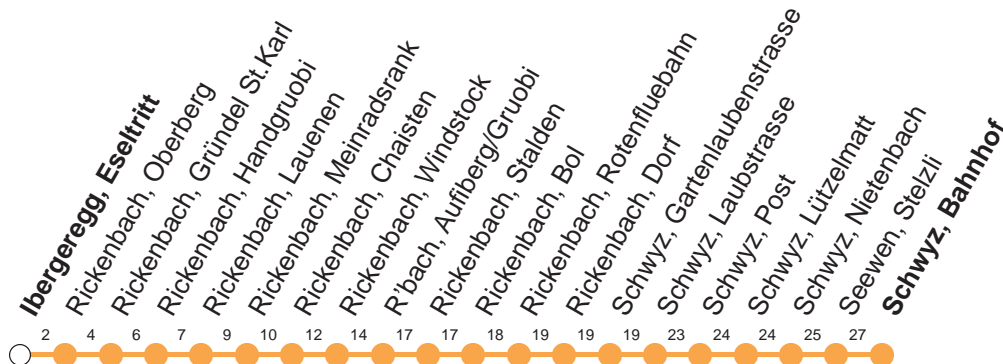 Ibergeregg, Eseltritt
Rickenbach, Oberberg
Rickenbach, Gründel St.Karl
Rickenbach, Handgruobi
Rickenbach, Lauenen
Rickenbach, Meinradsrank
Rickenbach, Chaisten
Rickenbach, Windstock
R'bach, Aufiberg/Gruobi
Rickenbach, Stalden
Rickenbach, Bol
Rickenbach, Rotenfluebahn
Rickenbach, Dorf
Schwyz, Gartenlaubenstrasse
Schwyz, Laubstrasse
Schwyz, Post
Schwyz, Lützelmatt
Schwyz, Nietenbach
Seewen, Stelzli
Schwyz, Bahnhof
2 4 6 7 9 10 12 14 17 17 18 19 19 19 23 24 24 25 27